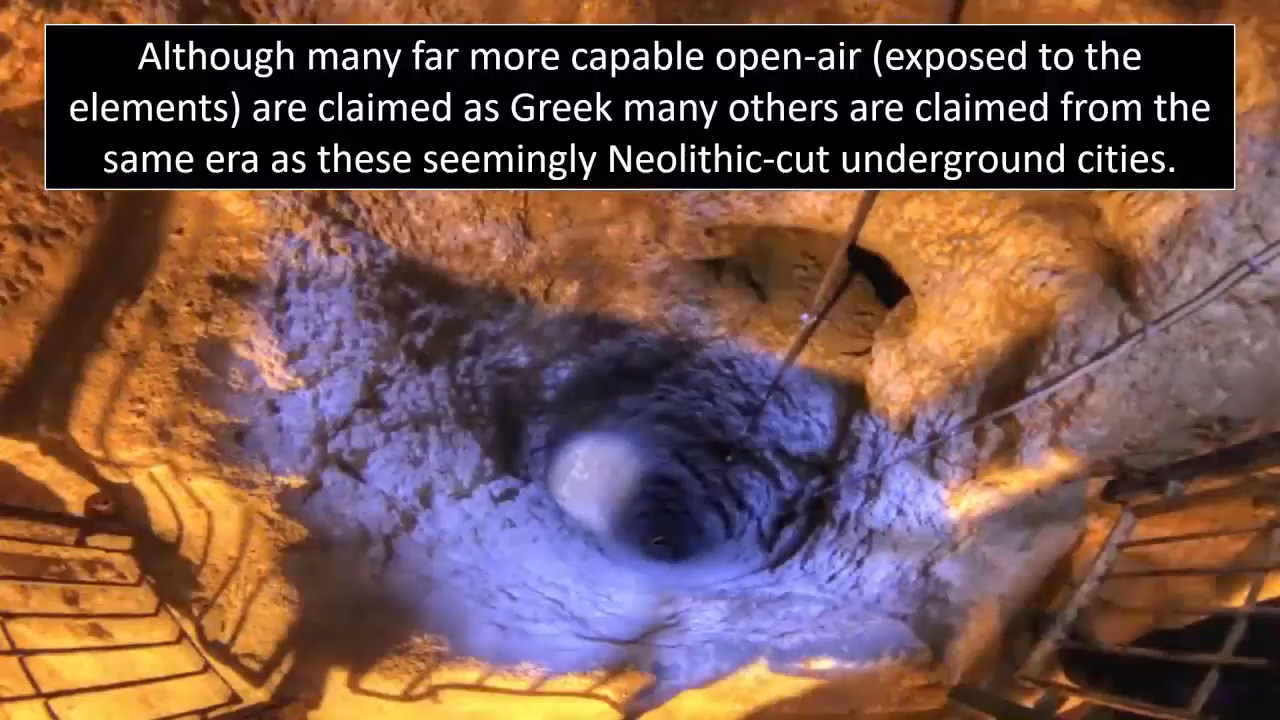 Although many far more capable open-air (exposed to the
elements) are claimed as Greek many others are claimed from the
same era as these seemingly Neolithic-cut underground cities.